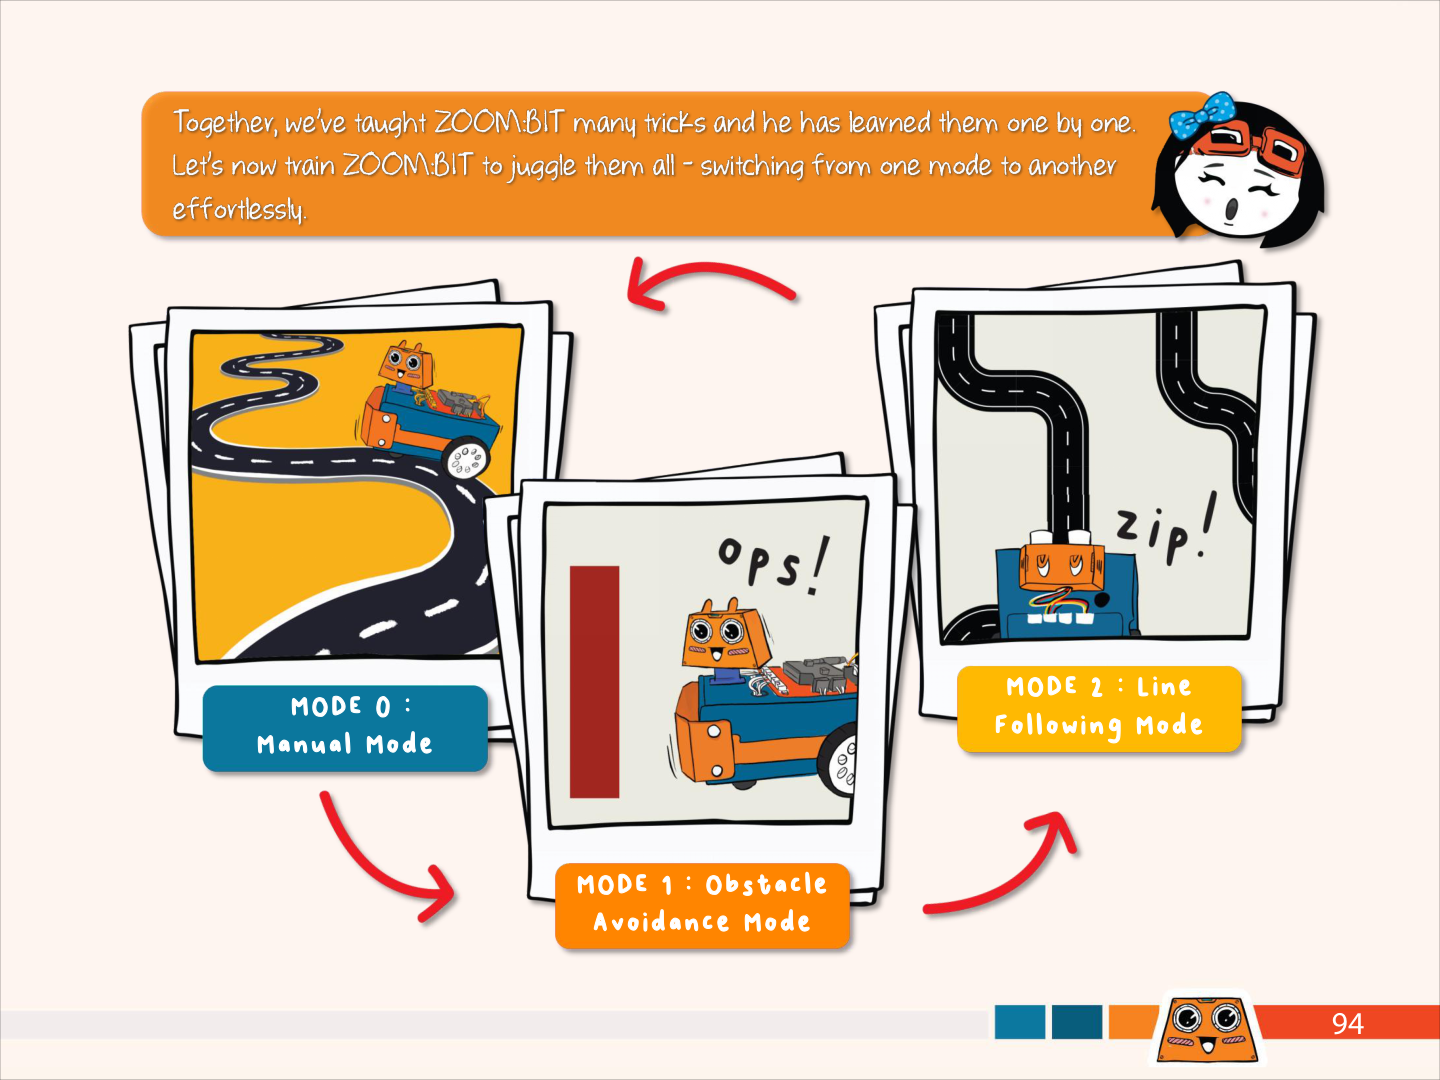 Together, we've taught ZOOM:BIT many tricks and he has learned them one by one.
Let's now train ZOOM:BIT to juggle them all - switching from one mode to another
effortlessly.
zip!
ops!
MODE 0 :
Manual Mode
MODE 2 : Line
Following Mode
MODE 1 : Obstacle
Avoidance Mode
94